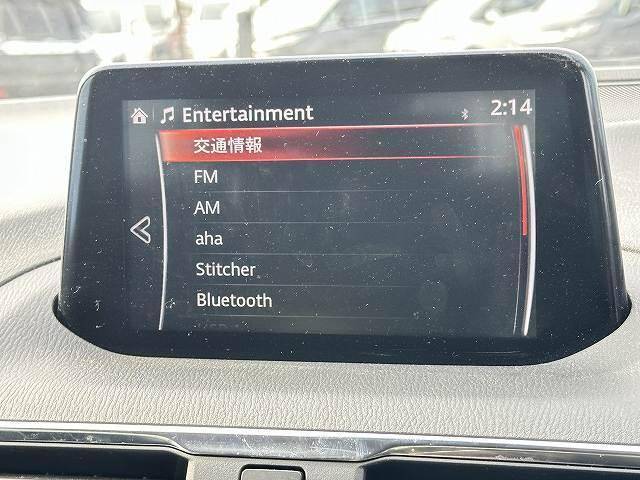 Entertainment 2:14
交通情報
FM
AM
aha
Stitcher
Bluetooth